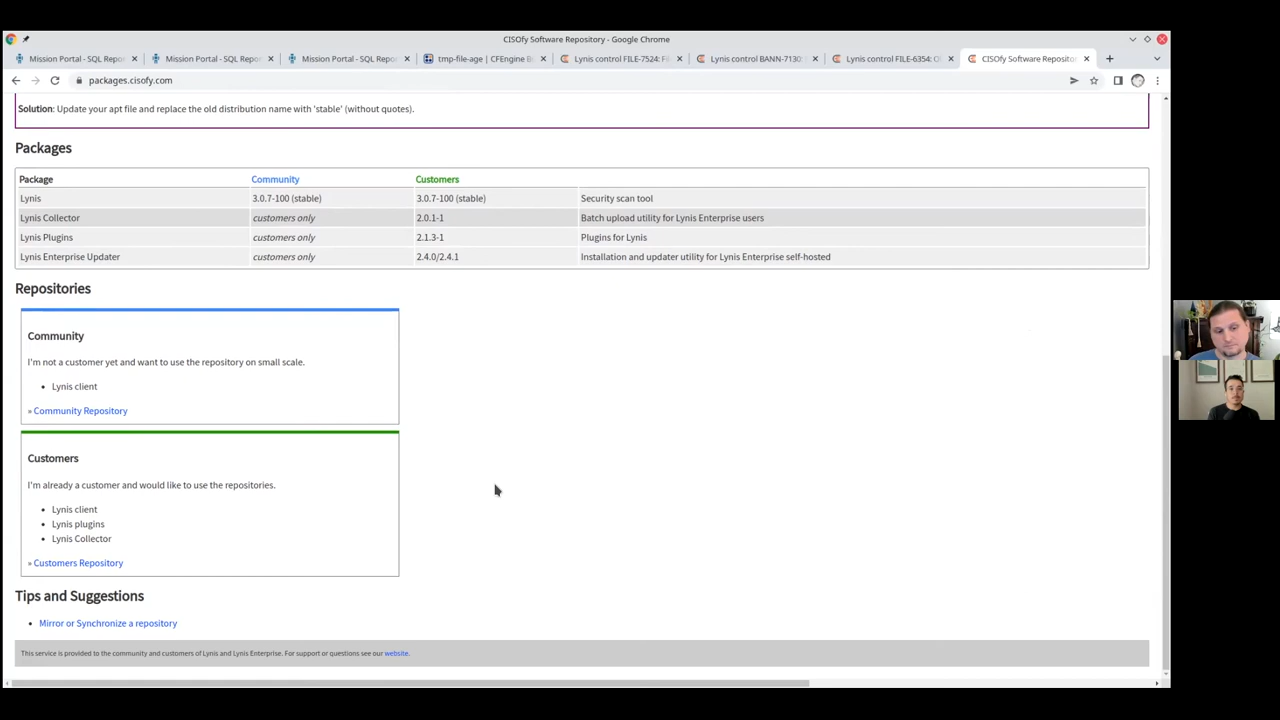 CISOfy Software Repository - Google Chrome
Mission Portal - SQL Repo
Mission Portal - SQL Repo
Mission Portal - SQL Repo
tmp-file-age | CFEngine B
Lynis control FILE-7524: F
Lynis control BANN-7130:
Lynis control FILE-6354: C
CISOfy Software Repositor
packages.cisofy.com
Solution: Update your apt file and replace the old distribution name with 'stable' (without quotes).
Packages
Package Community Customers
Lynis 3.0.7-100 (stable) 3.0.7-100 (stable) Security scan tool
Lynis Collector customers only 2.0.1-1 Batch upload utility for Lynis Enterprise users
Lynis Plugins customers only 2.1.3-1 Plugins for Lynis
Lynis Enterprise Updater customers only 2.4.0/2.4.1 Installation and updater utility for Lynis Enterprise self-hosted
Repositories
Community
I'm not a customer yet and want to use the repository on small scale.
• Lynis client
» Community Repository
Customers
I'm already a customer and would like to use the repositories.
• Lynis client
• Lynis plugins
• Lynis Collector
» Customers Repository
Tips and Suggestions
• Mirror or Synchronize a repository
This service is provided to the community and customers of Lynis and Lynis Enterprise. For support or questions see our website.